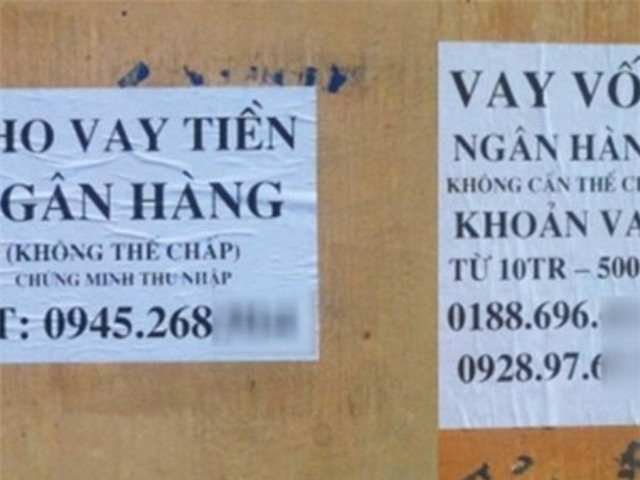 HO VAY TIỀN
GÂN HÀNG
(KHÔNG THẾ CHẤP)
CHỨNG MINH THU NHẬP
T: 0945.268
VAY VỐ
NGÂN HÀN
KHÔNG CẦN THẾ CH
KHOẢN VA
TỪ 10TR – 500
0188.696.
0928.97.6